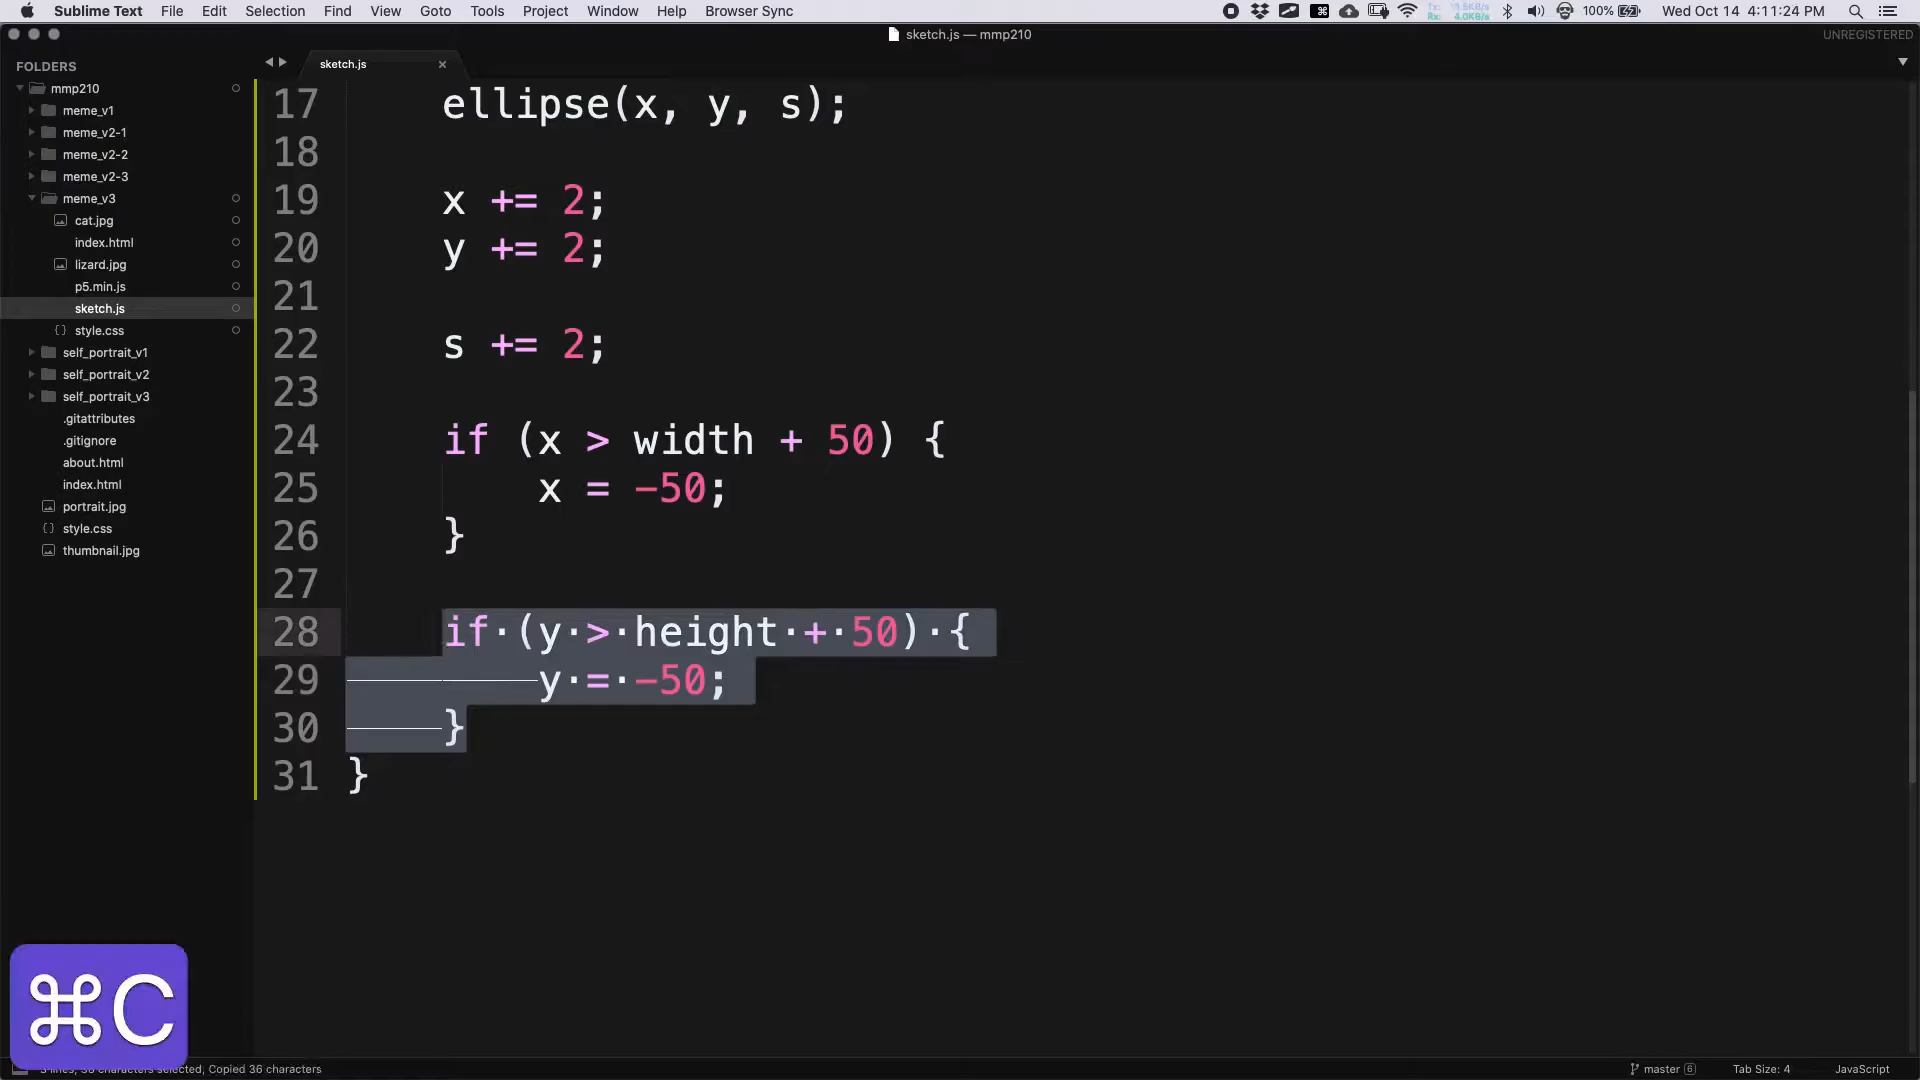 Sublime Text File Edit Selection Find View Goto Tools Project Window Help Browser Sync 100% Wed Oct 14 4:11:24 PM
sketch.js — mmp210
UNREGISTERED
FOLDERS
mmp210
meme_v1
meme_v2-1
meme_v2-2
meme_v2-3
meme_v3
cat.jpg
index.html
lizard.jpg
p5.min.js
sketch.js
{} style.css
self_portrait_v1
self_portrait_v2
self_portrait_v3
.gitattributes
.gitignore
about.html
index.html
portrait.jpg
{} style.css
thumbnail.jpg
sketch.js
17 ellipse(x, y, s);
18
19 x += 2;
20 y += 2;
21
22 s += 2;
23
24 if (x > width + 50) {
25 x = -50;
26 }
27
28 if·(y·>·height·+·50)·{
29 y·=·-50;
30 }
31 }
⌘C
selected, Copied 36 characters
master 6 Tab Size: 4 JavaScript